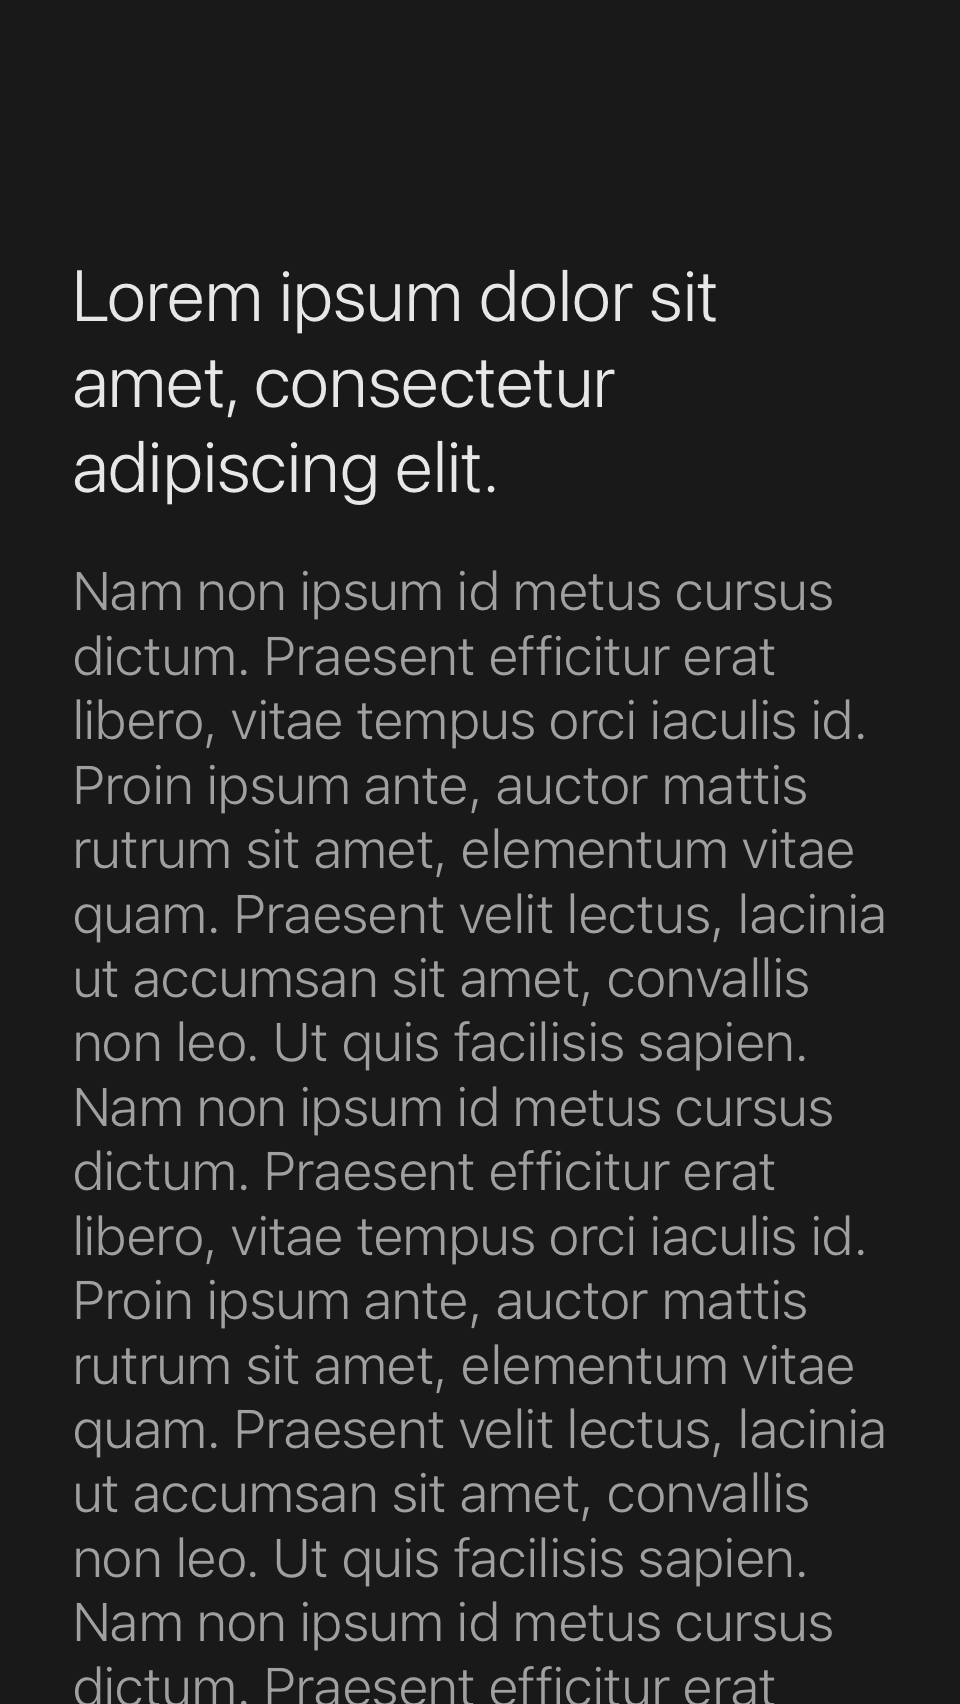 Lorem ipsum dolor sit
amet, consectetur
adipiscing elit.
Nam non ipsum id metus cursus
dictum. Praesent efficitur erat
libero, vitae tempus orci iaculis id.
Proin ipsum ante, auctor mattis
rutrum sit amet, elementum vitae
quam. Praesent velit lectus, lacinia
ut accumsan sit amet, convallis
non leo. Ut quis facilisis sapien.
Nam non ipsum id metus cursus
dictum. Praesent efficitur erat
libero, vitae tempus orci iaculis id.
Proin ipsum ante, auctor mattis
rutrum sit amet, elementum vitae
quam. Praesent velit lectus, lacinia
ut accumsan sit amet, convallis
non leo. Ut quis facilisis sapien.
Nam non ipsum id metus cursus
dictum. Praesent efficitur erat